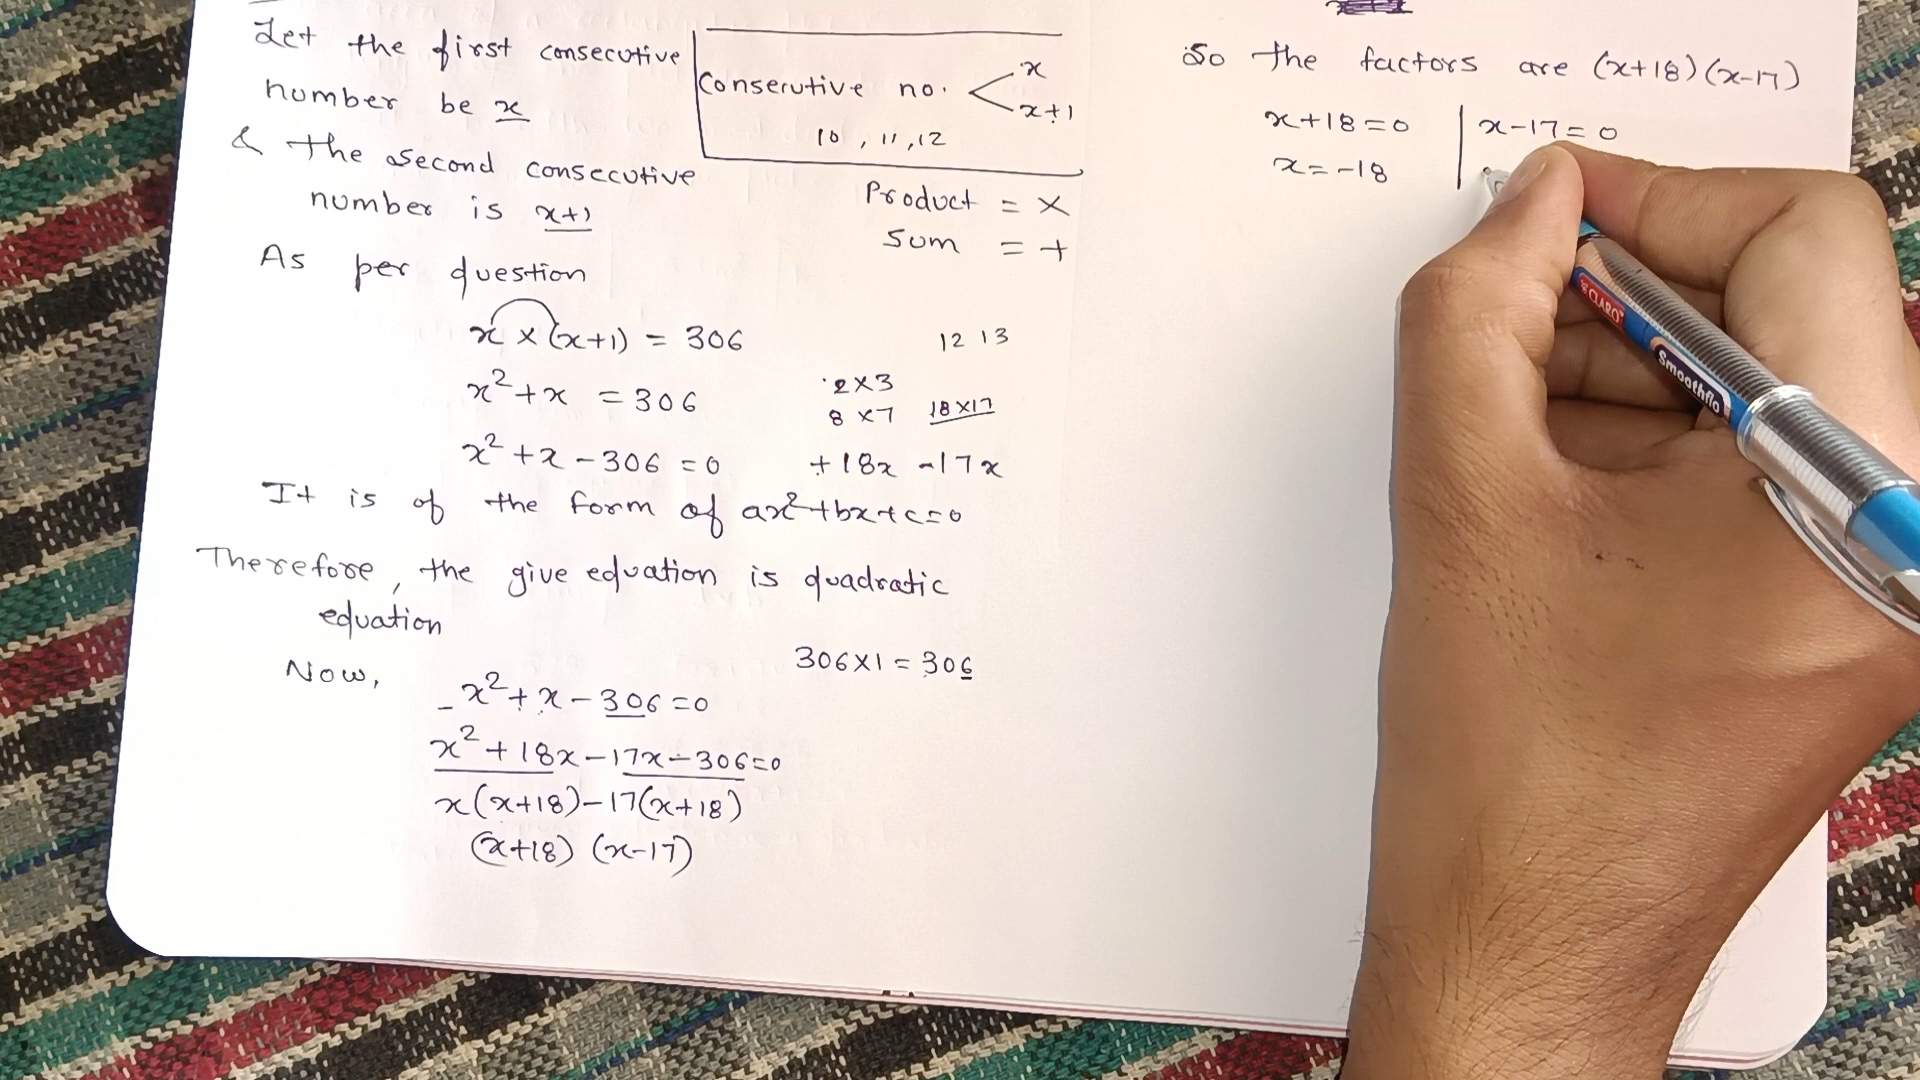 Let the first consecutive
number be x
& the second consecutive
number is x+1
Consecutive no. < x
x+1
10 , 11 , 12
Product = ×
Sum = +
As per question
x × (x+1) = 306
x² + x = 306
x² + x - 306 = 0
12 13
2×3
8×7 18×17
+18x -17x
It is of the form of ax²+bx+c=0
Therefore, the give equation is quadratic
equation
306×1 = 306
Now,
x² + x - 306 = 0
x² + 18x - 17x - 306 = 0
x(x+18) - 17(x+18)
(x+18) (x-17)
So the factors are (x+18)(x-17)
x+18=0 | x-17=0
x=-18
CLARO
Smoothflo